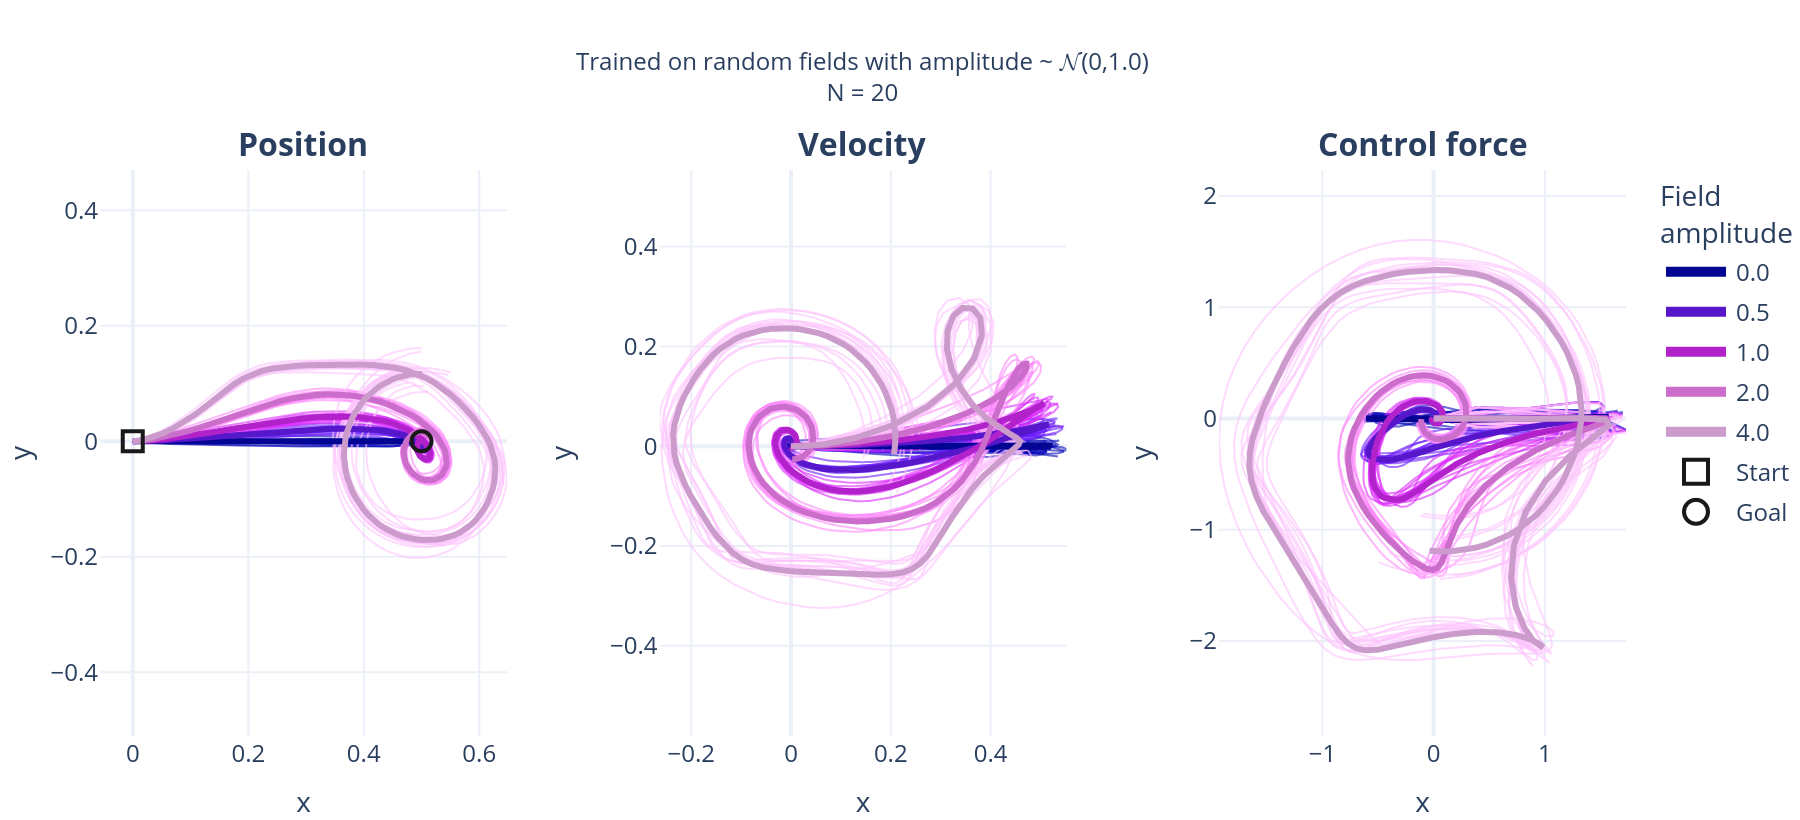 Trained on random fields with amplitude ~ 𝒩(0,1.0)
N = 20
Position
Velocity
Control force
0.4
0.2
0
−0.2
−0.4
y
0
0.2
0.4
0.6
x
0.4
0.2
0
−0.2
−0.4
y
−0.2
0
0.2
0.4
x
2
1
0
−1
−2
y
−1
0
1
x
Field
amplitude
0.0
0.5
1.0
2.0
4.0
Start
Goal